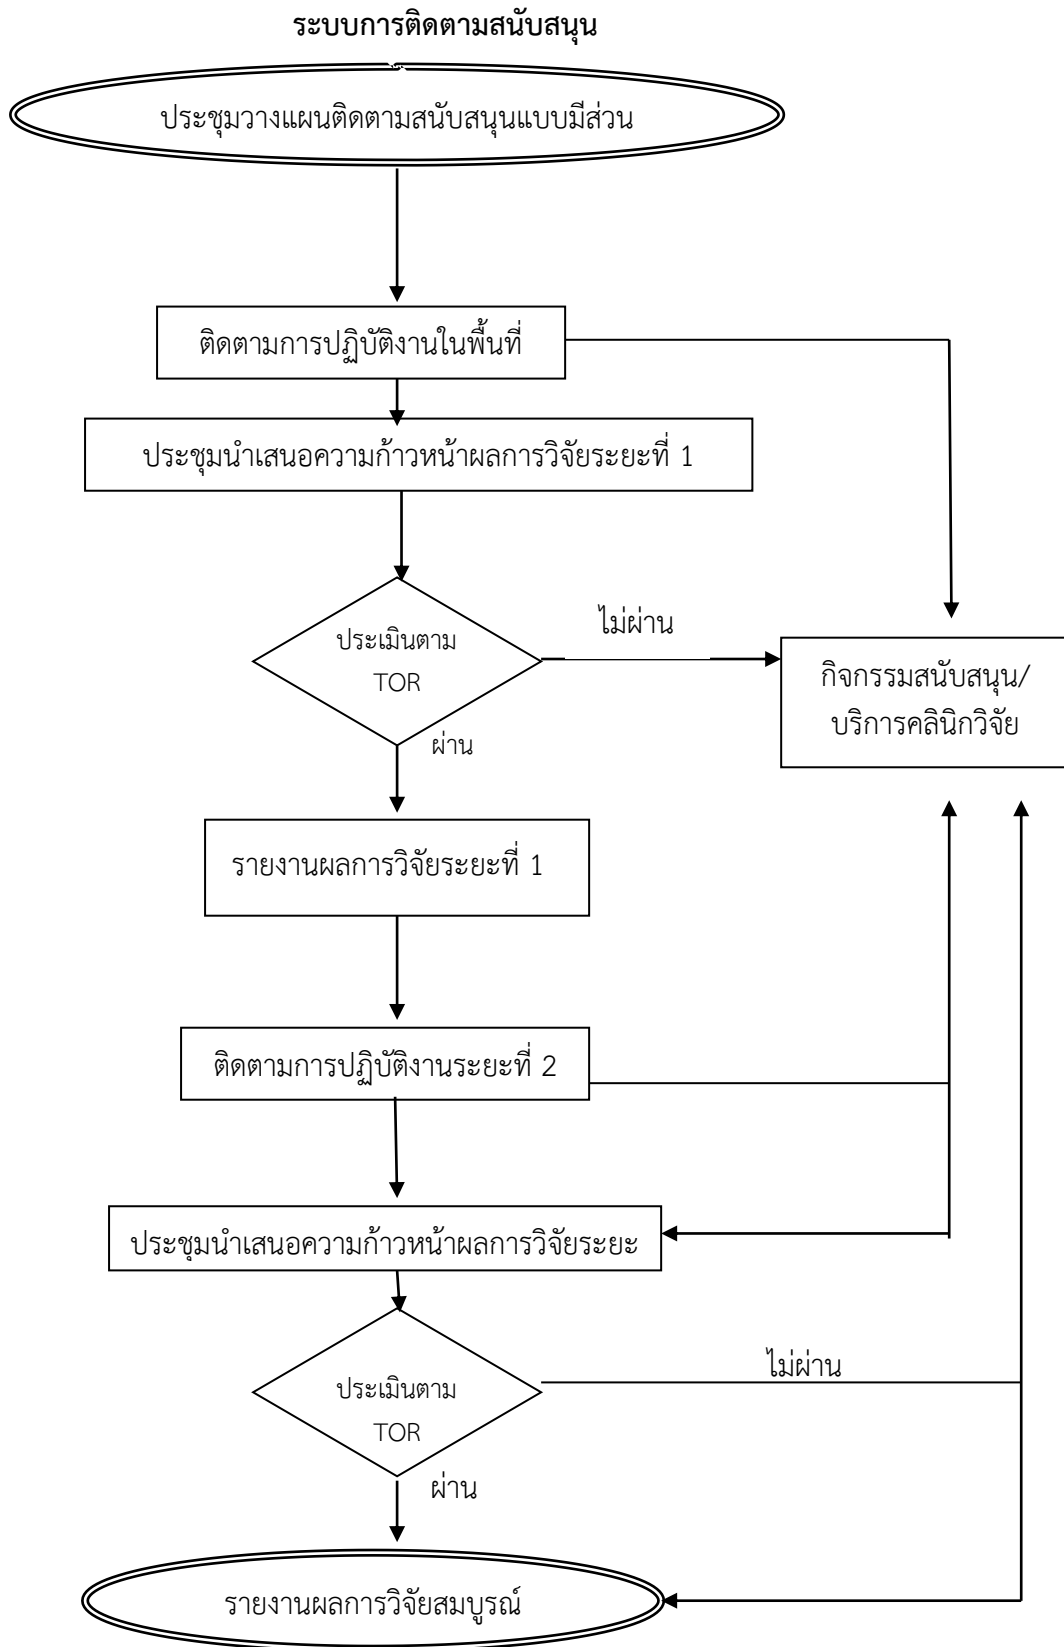 ระบบการติดตามสนับสนุน
ประชุมวางแผนติดตามสนับสนุนแบบมีส่วน
ติดตามการปฏิบัติงานในพื้นที่
ประชุมนำเสนอความก้าวหน้าผลการวิจัยระยะที่ 1
ไม่ผ่าน
ประเมินตาม
TOR
กิจกรรมสนับสนุน/
บริการคลินิกวิจัย
ผ่าน
รายงานผลการวิจัยระยะที่ 1
ติดตามการปฏิบัติงานระยะที่ 2
ประชุมนำเสนอความก้าวหน้าผลการวิจัยระยะ
ไม่ผ่าน
ประเมินตาม
TOR
ผ่าน
รายงานผลการวิจัยสมบูรณ์